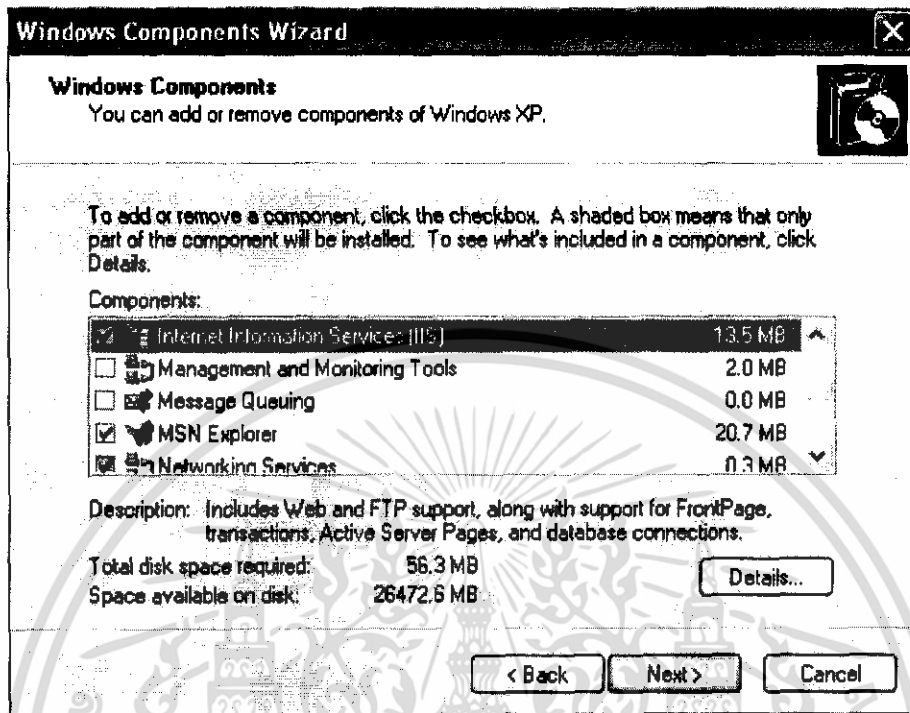 Windows Components Wizard
Windows Components
You can add or remove components of Windows XP.
To add or remove a component, click the checkbox. A shaded box means that only
part of the component will be installed. To see what's included in a component, click
Details.
Components:
Internet Information Services (IIS) 13.5 MB
Management and Monitoring Tools 2.0 MB
Message Queuing 0.0 MB
MSN Explorer 20.7 MB
Networking Services 0.3 MB
Description: Includes Web and FTP support, along with support for FrontPage,
transactions, Active Server Pages, and database connections.
Total disk space required: 56.3 MB
Space available on disk: 26472.6 MB
Details...
< Back Next > Cancel